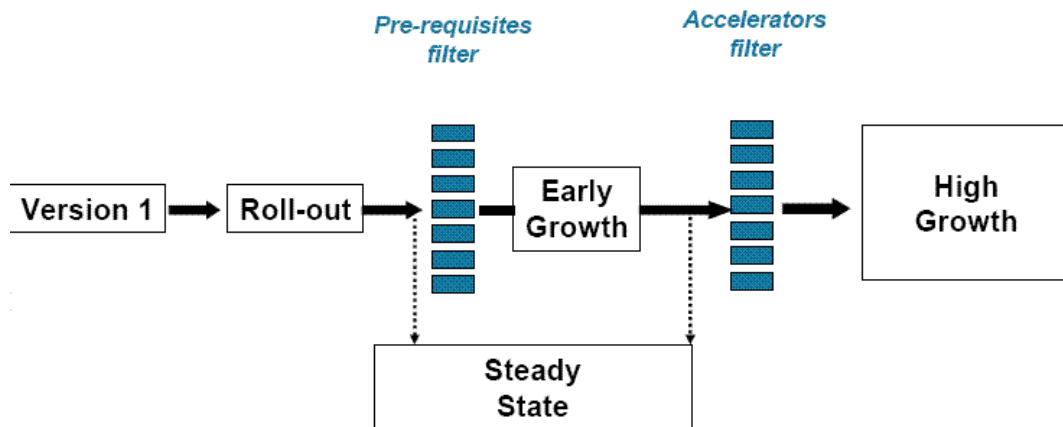 Pre-requisites
filter
Accelerators
filter
Version 1
Roll-out
Early
Growth
High
Growth
Steady
State